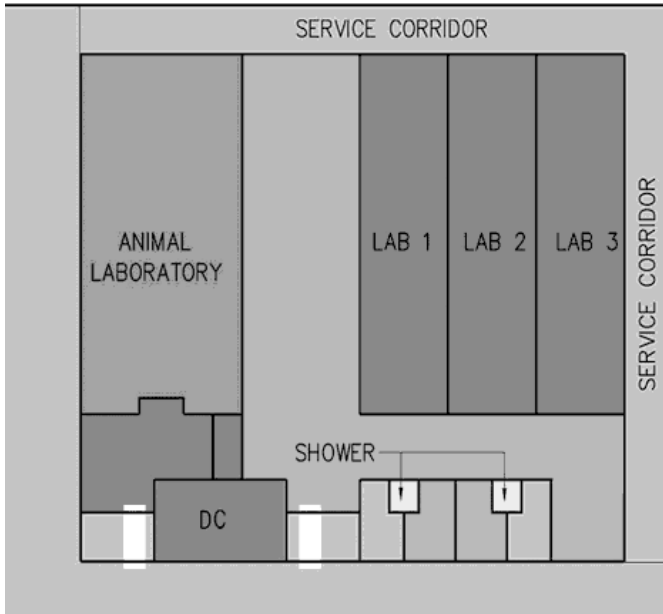 SERVICE CORRIDOR
ANIMAL
LABORATORY
LAB 1
LAB 2
LAB 3
SERVICE CORRIDOR
SHOWER
DC